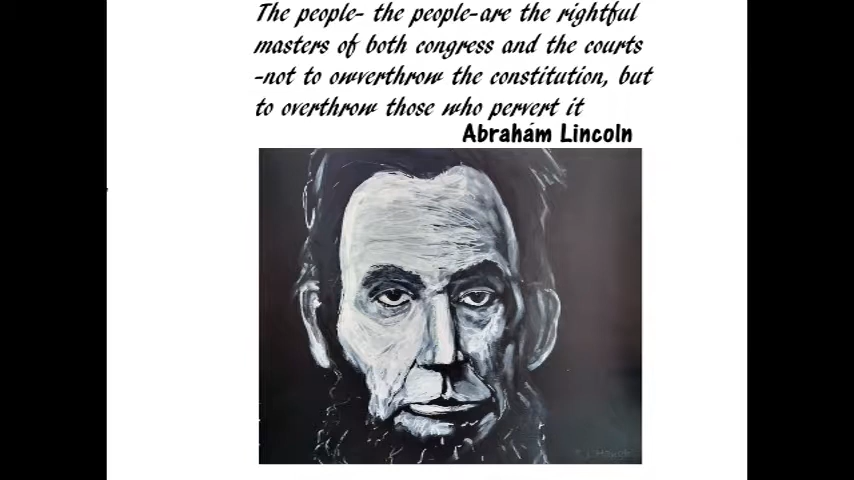 The people- the people-are the rightful
masters of both congress and the courts
-not to owverthrow the constitution, but
to overthrow those who pervert it
Abrahám Lincoln